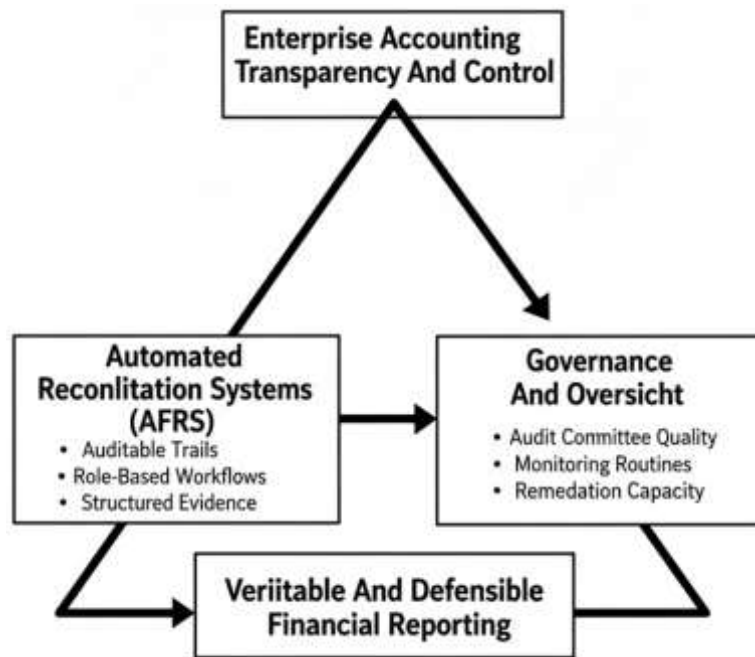 Enterprise Accounting
Transparency And Control
Automated
Reconlitation Systems
(AFRS)
• Auditable Trails
• Role-Based Workflows
• Structured Evidence
Governance
And Oversicht
• Audit Committee Quality
• Monitoring Routines
• Remedation Capacity
Veriitable And Defensible
Financial Reporting